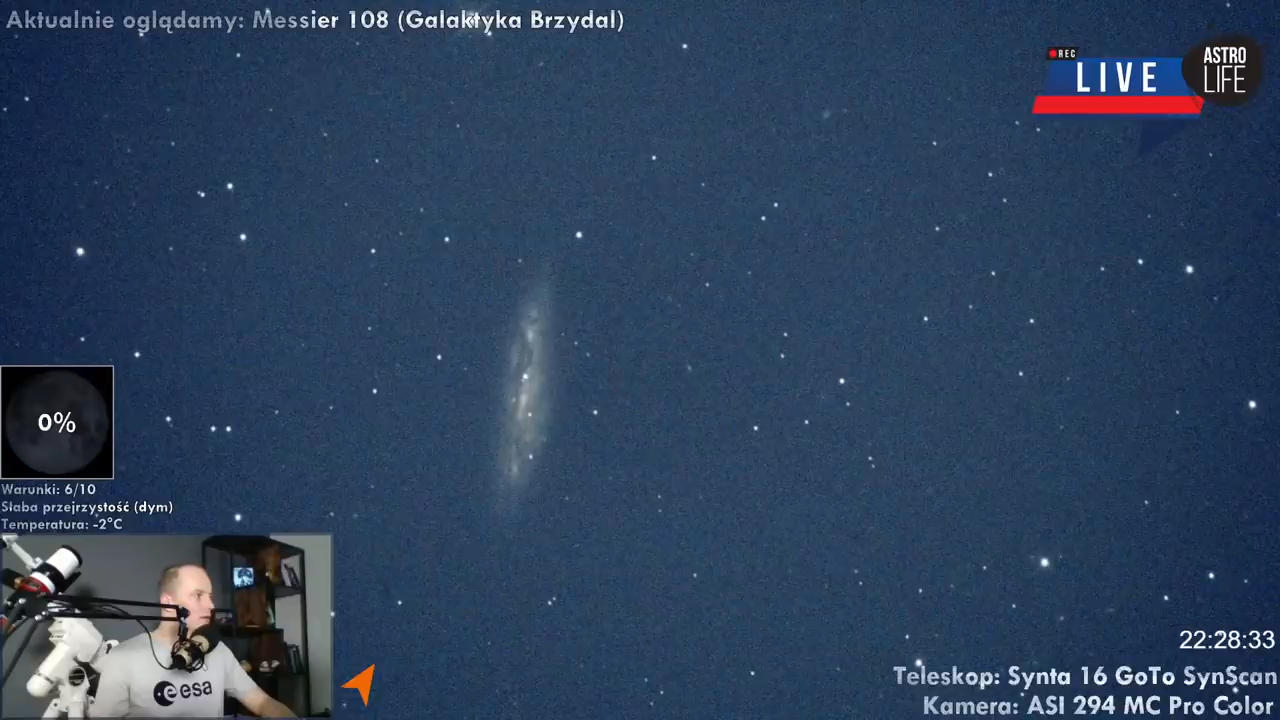 Aktualnie oglądamy: Messier 108 (Galaktyka Brzydal)
REC
LIVE
ASTRO
LIFE
0%
Warunki: 6/10
Słaba przejrzystość (dym)
Temperatura: -2°C
esa
22:28:33
Teleskop: Synta 16 GoTo SynScan
Kamera: ASI 294 MC Pro Color